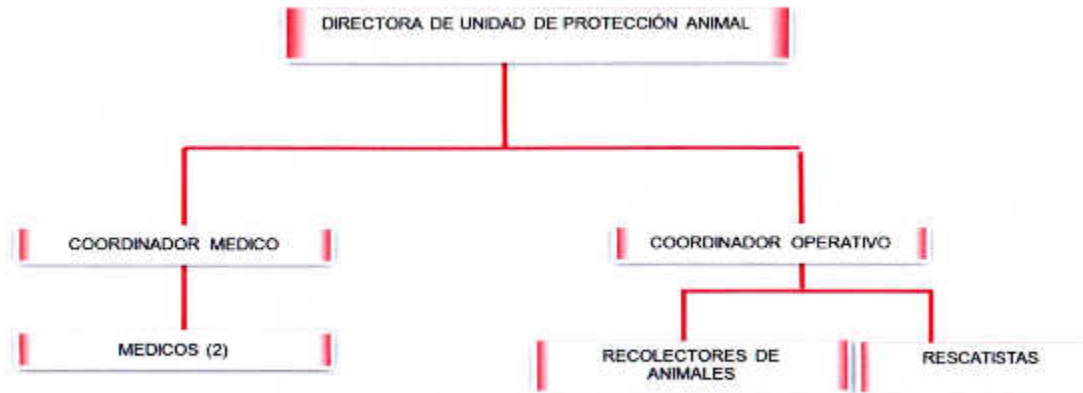 DIRECTORA DE UNIDAD DE PROTECCIÓN ANIMAL
COORDINADOR MEDICO
COORDINADOR OPERATIVO
MEDICOS (2)
RECOLECTORES DE
ANIMALES
RESCATISTAS